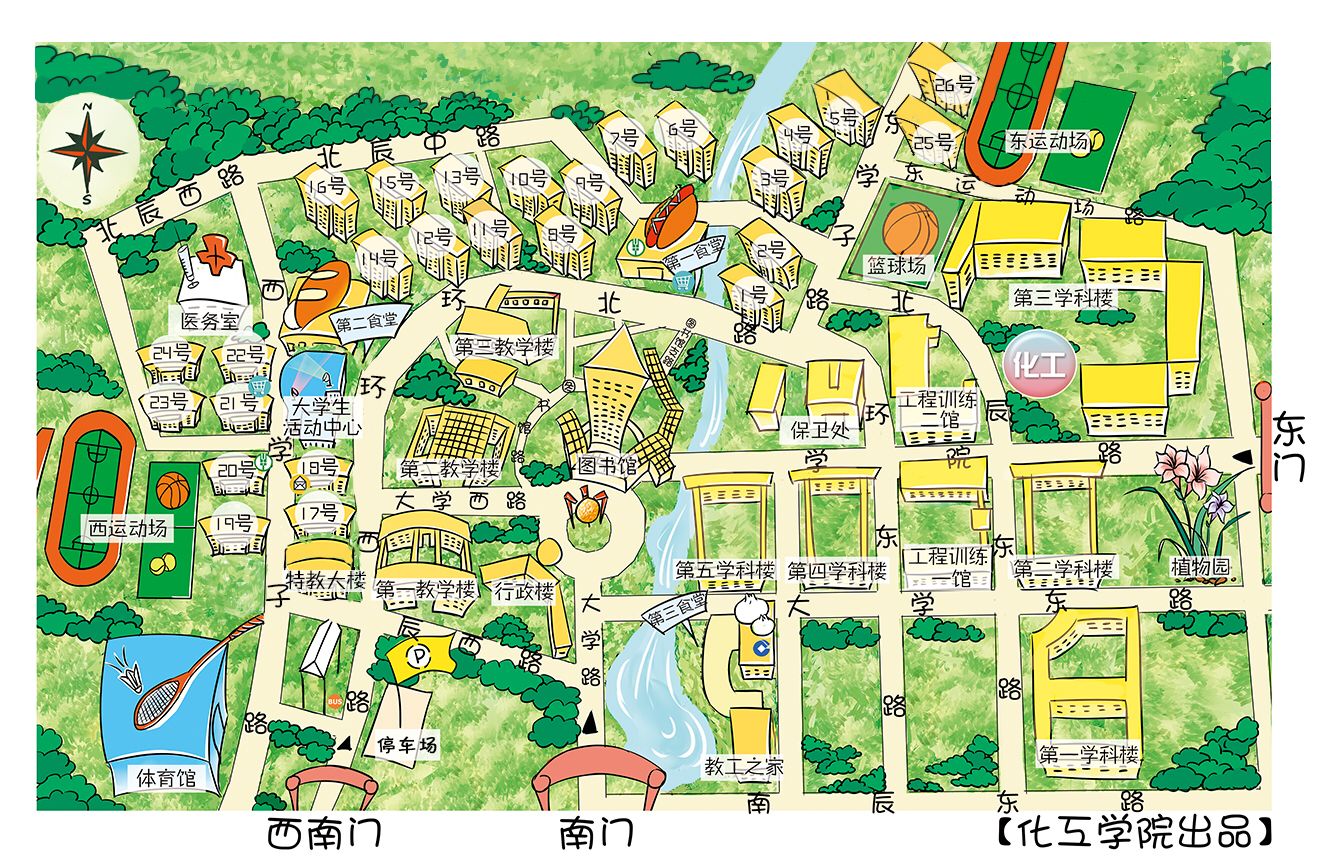 N
S
北辰中路
北辰西路
7号
6号
4号
5号
26号
25号
东运动场
16号
15号
13号
10号
9号
3号
学子东路
东运动场路
14号
12号
11号
8号
第一食堂
2号
1号
篮球场
第三学科楼
医务室
第二食堂
学子西路
环北路
第三教学楼
图书馆东路
24号
22号
23号
21号
大学生
活动中心
环西路
图书馆路
第二教学楼
图书馆
保卫处
工程训练
二馆
化工
环东路
北辰东路
学院路
东门
20号
18号
19号
17号
西运动场
大学西路
特教大楼
第一教学楼
行政楼
第五学科楼
第四学科楼
工程训练
一馆
第二学科楼
植物园
第三食堂
大学东路
大学路
北辰西路
P
BUS
停车场
体育馆
教工之家
第一学科楼
南辰东路
西南门
南门
【化工学院出品】